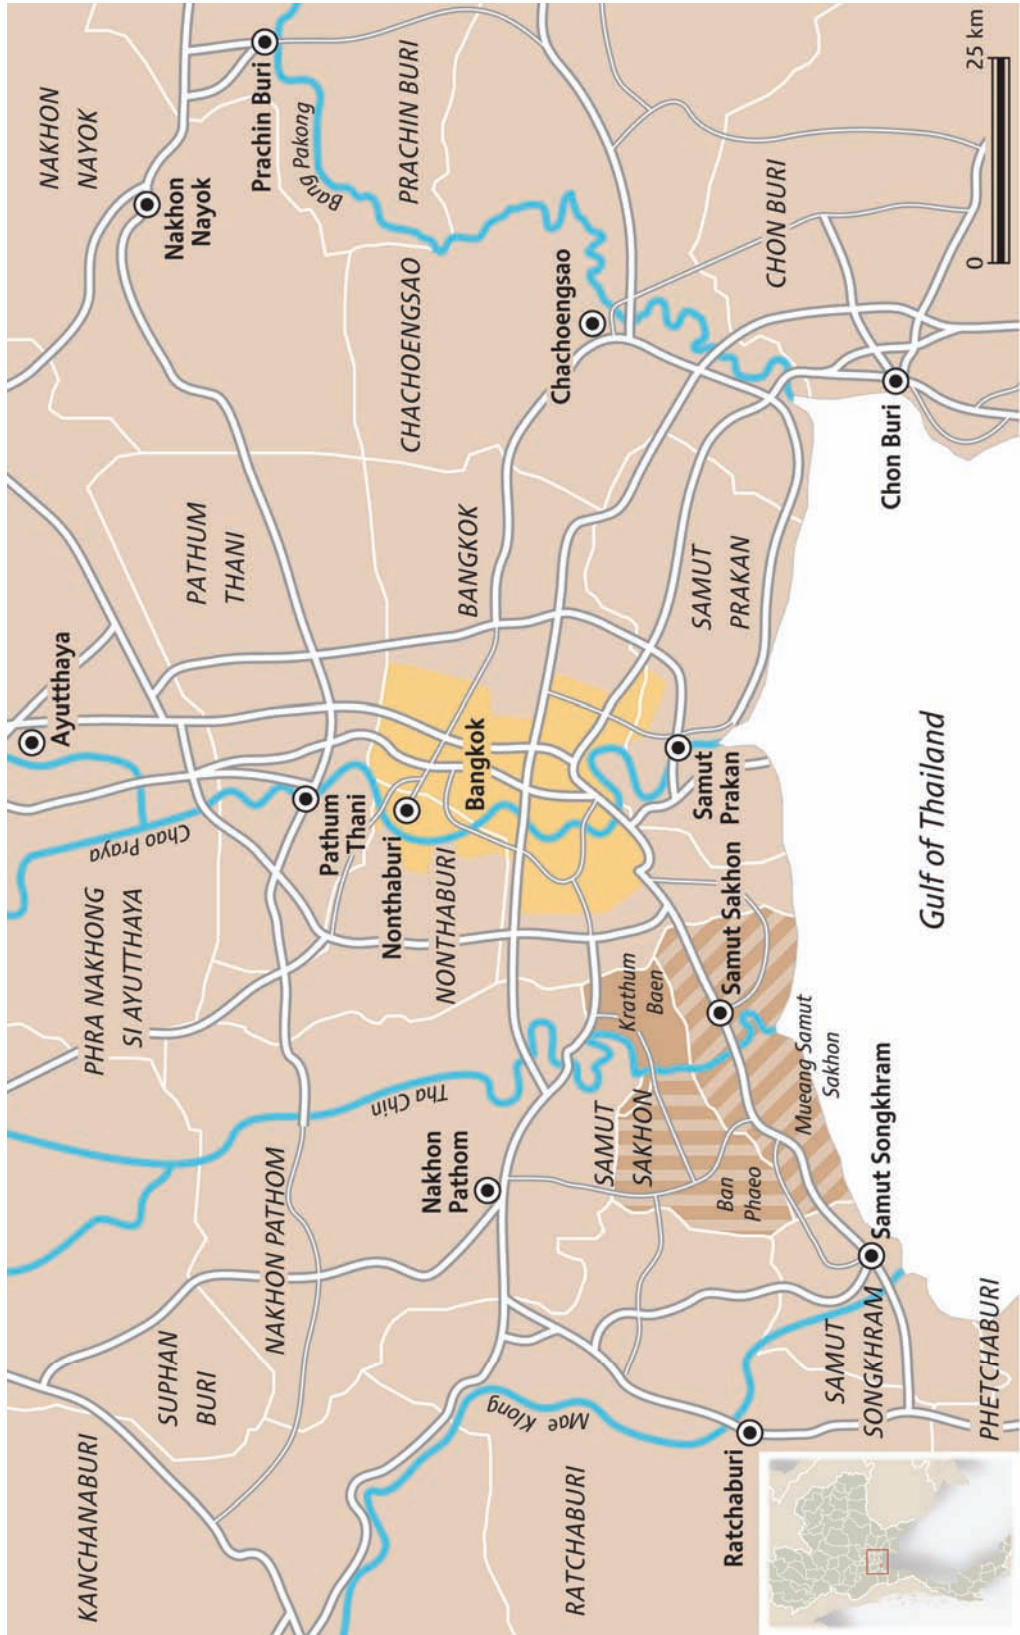 KANCHANABURI
SUPHAN
BURI
NAKHON PATHOM
PHRA NAKHONG
SI AYUTTHAYA
Chao Praya
Ayutthaya
PATHUM
THANI
NAKHON
NAYOK
Nakhon
Nayok
Prachin Buri
Bang Pakong
PRACHIN BURI
Pathum
Thani
Tha Chin
Nonthaburi
NONTHABURI
Bangkok
BANGKOK
CHACHOENGSAO
Chachoengsao
Nakhon
Pathom
Mae Klong
RATCHABURI
Ratchaburi
SAMUT
SAKHON
Krathum
Baen
Ban
Phaeo
Samut Sakhon
Mueang Samut
Sakhon
Samut
Prakan
SAMUT
PRAKAN
CHON BURI
Chon Buri
Samut Songkhram
SAMUT
SONGKHRAM
PHETCHABURI
Gulf of Thailand
0
25 km